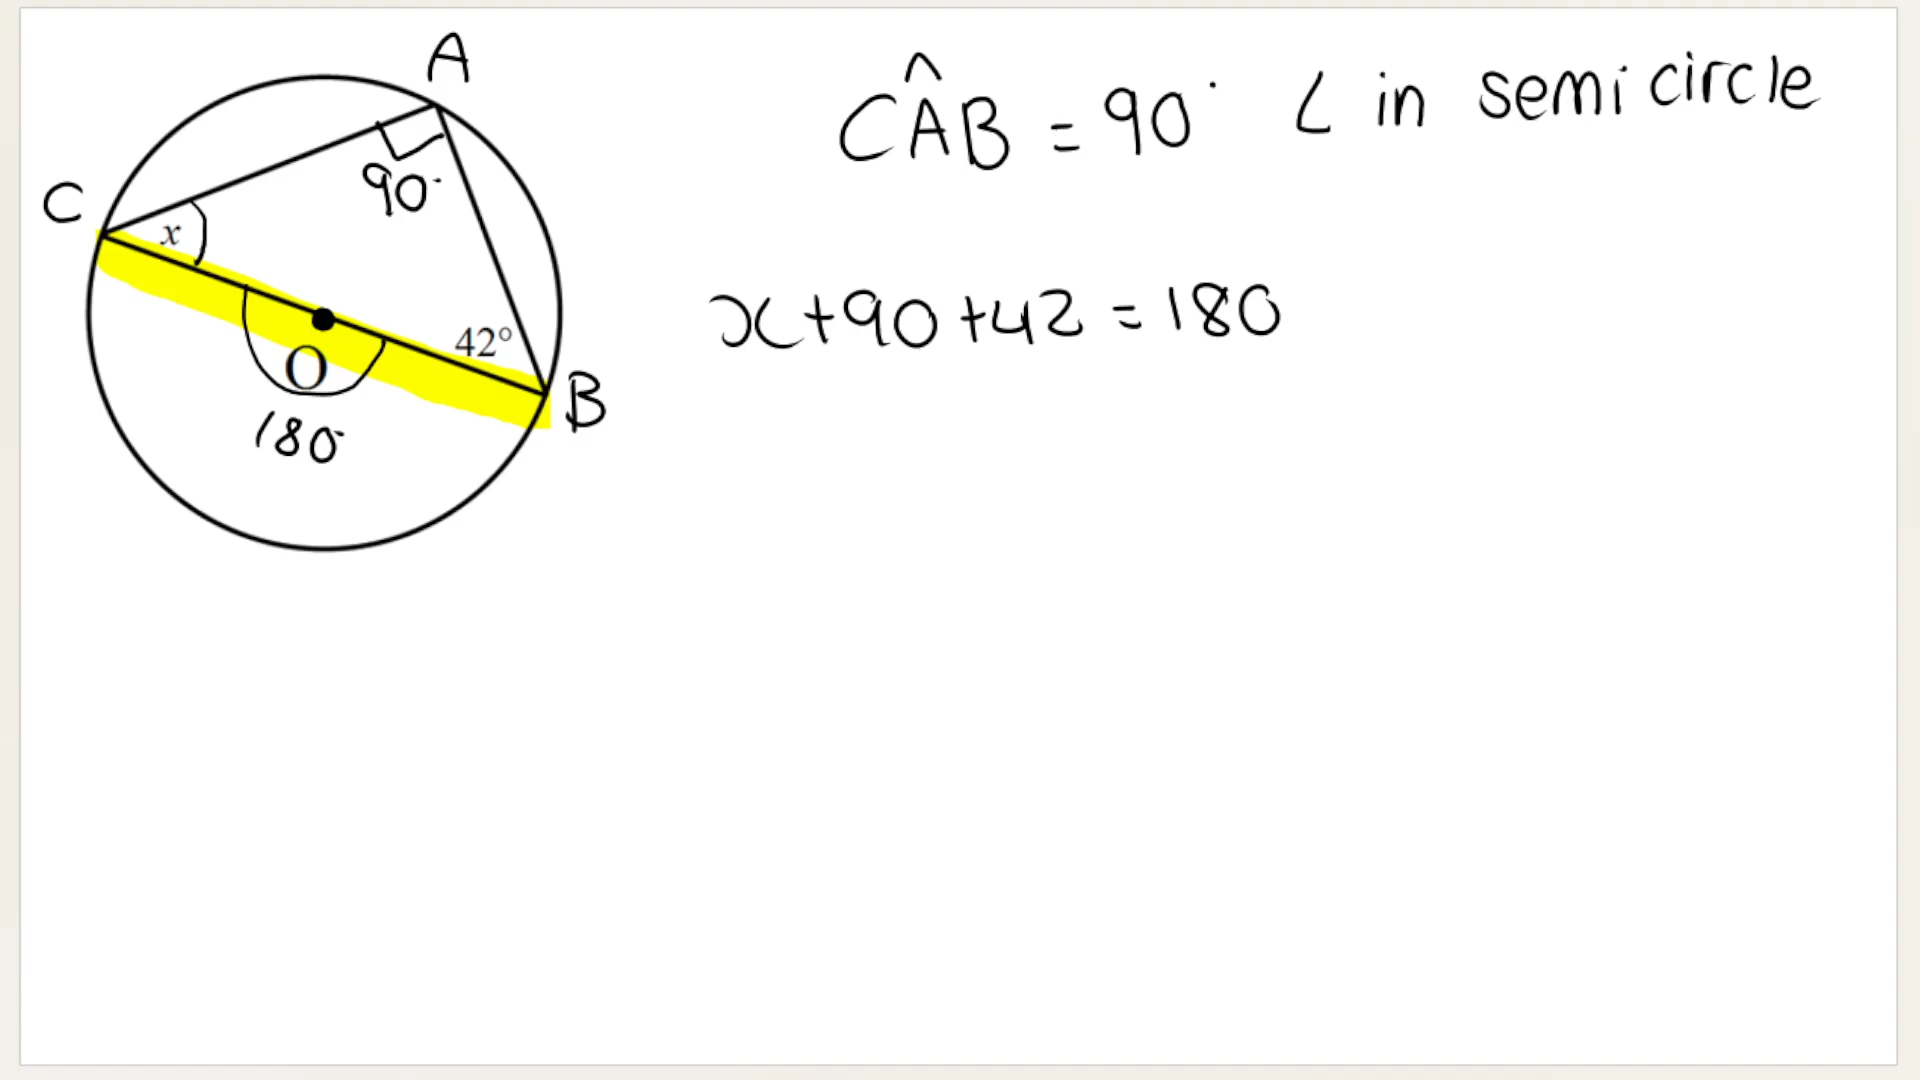 A
CÂB = 90° ∠ in semi circle
90°
C
x
x+90+42=180
42°
O
B
180°